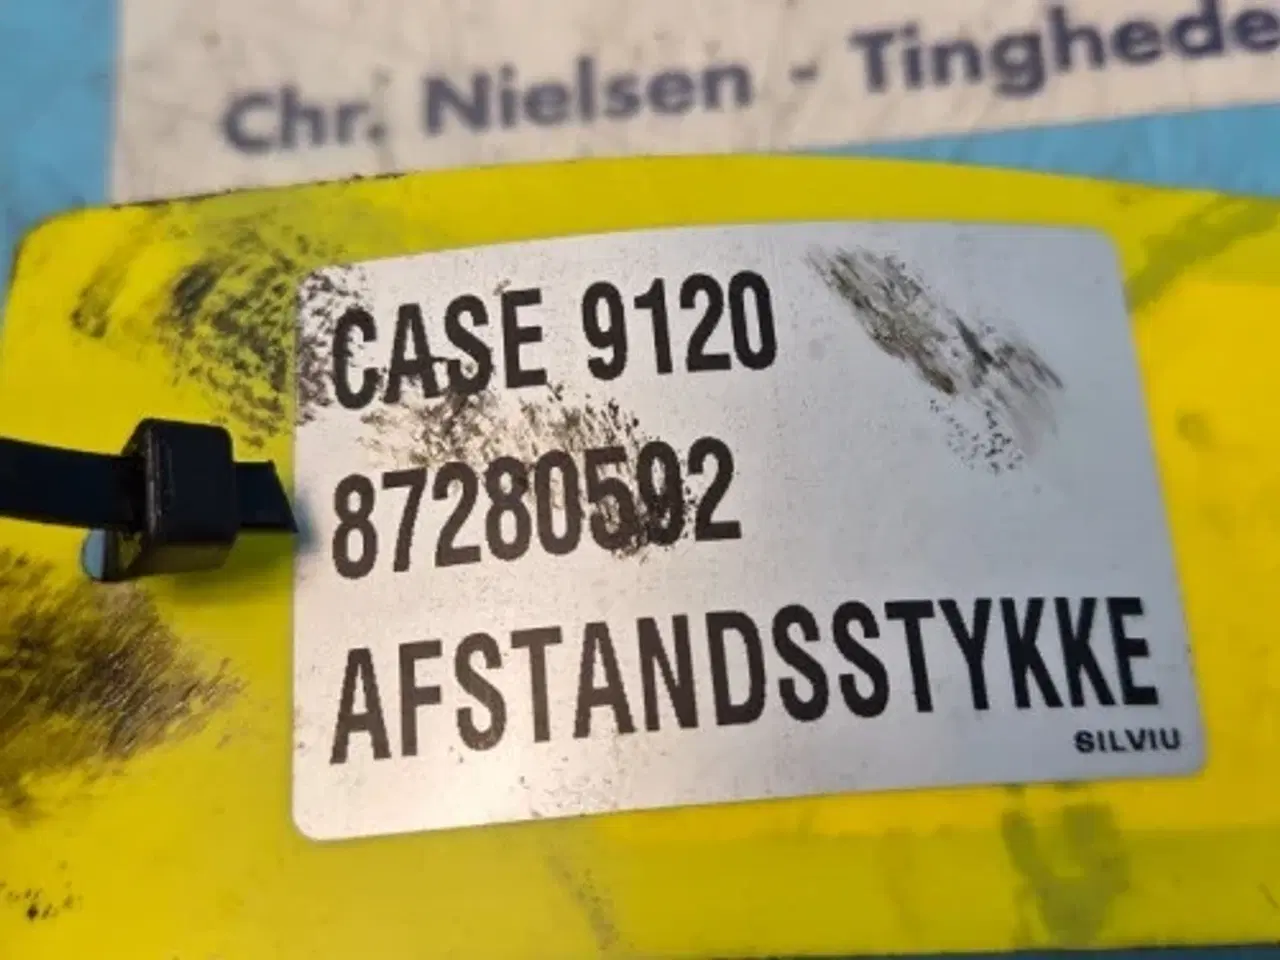 Chr. Nielsen - Tinghede
CASE 9120
87280592
AFSTANDSSTYKKE
SILVIU